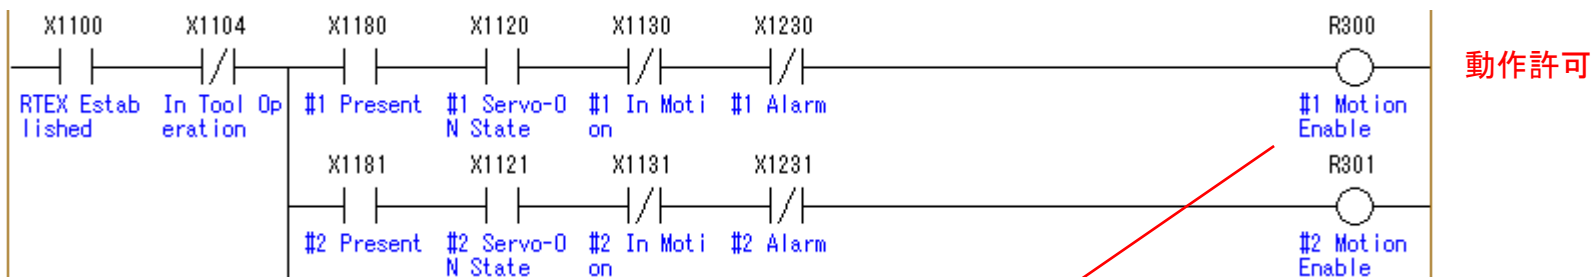 X1100 X1104 X1180 X1120 X1130 X1230 R300
動作許可
RTEX Estab In Tool Op #1 Present #1 Servo-O #1 In Moti #1 Alarm #1 Motion
lished eration N State on Enable
X1181 X1121 X1131 X1231 R301
#2 Present #2 Servo-O #2 In Moti #2 Alarm #2 Motion
N State on Enable